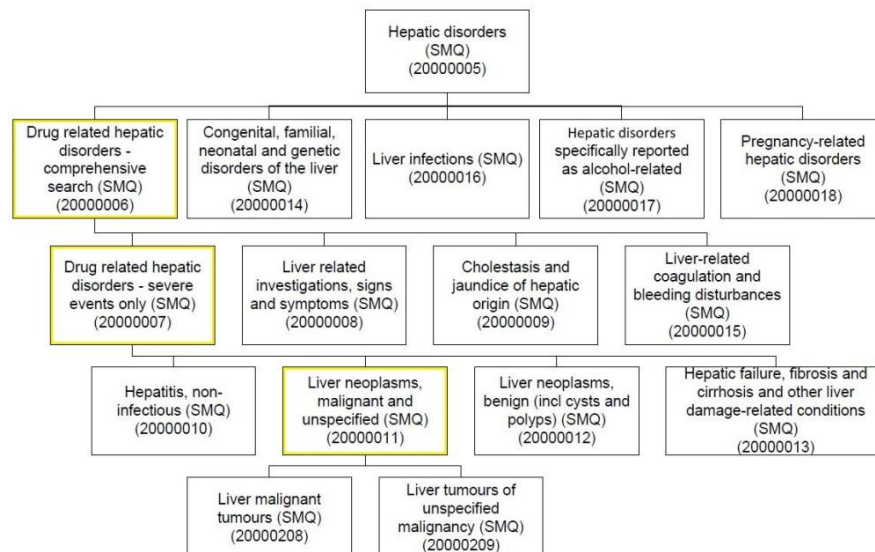 Hepatic disorders
(SMQ)
(20000005)
Drug related hepatic
disorders -
comprehensive
search (SMQ)
(20000006)
Congenital, familial,
neonatal and genetic
disorders of the liver
(SMQ)
(20000014)
Liver infections (SMQ)
(20000016)
Hepatic disorders
specifically reported
as alcohol-related
(SMQ)
(20000017)
Pregnancy-related
hepatic disorders
(SMQ)
(20000018)
Drug related hepatic
disorders - severe
events only (SMQ)
(20000007)
Liver related
investigations, signs
and symptoms (SMQ)
(20000008)
Cholestasis and
jaundice of hepatic
origin (SMQ)
(20000009)
Liver-related
coagulation and
bleeding disturbances
(SMQ)
(20000015)
Hepatitis, non-
infectious (SMQ)
(20000010)
Liver neoplasms,
malignant and
unspecified (SMQ)
(20000011)
Liver neoplasms,
benign (incl cysts and
polyps) (SMQ)
(20000012)
Hepatic failure, fibrosis and
cirrhosis and other liver
damage-related conditions
(SMQ)
(20000013)
Liver malignant
tumours (SMQ)
(20000208)
Liver tumours of
unspecified
malignancy (SMQ)
(20000209)